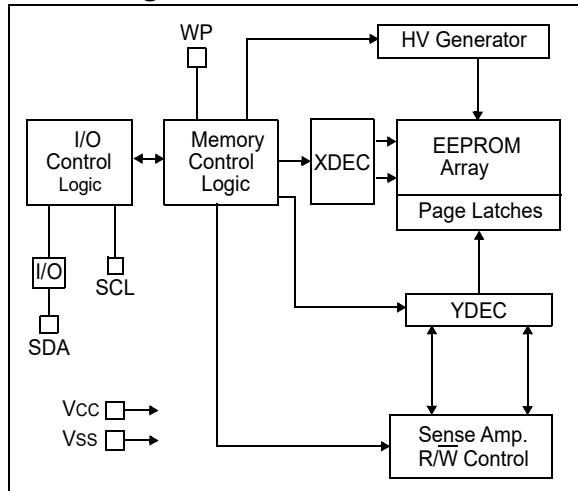 WP
HV Generator
I/O
Control
Logic
Memory
Control
Logic
XDEC
EEPROM
Array
Page Latches
I/O
SCL
SDA
YDEC
VCC
VSS
Sense Amp.
R/W̅ Control